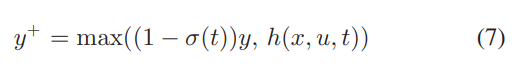 y⁺ = max((1 − σ(t))y, h(x, u, t)) (7)